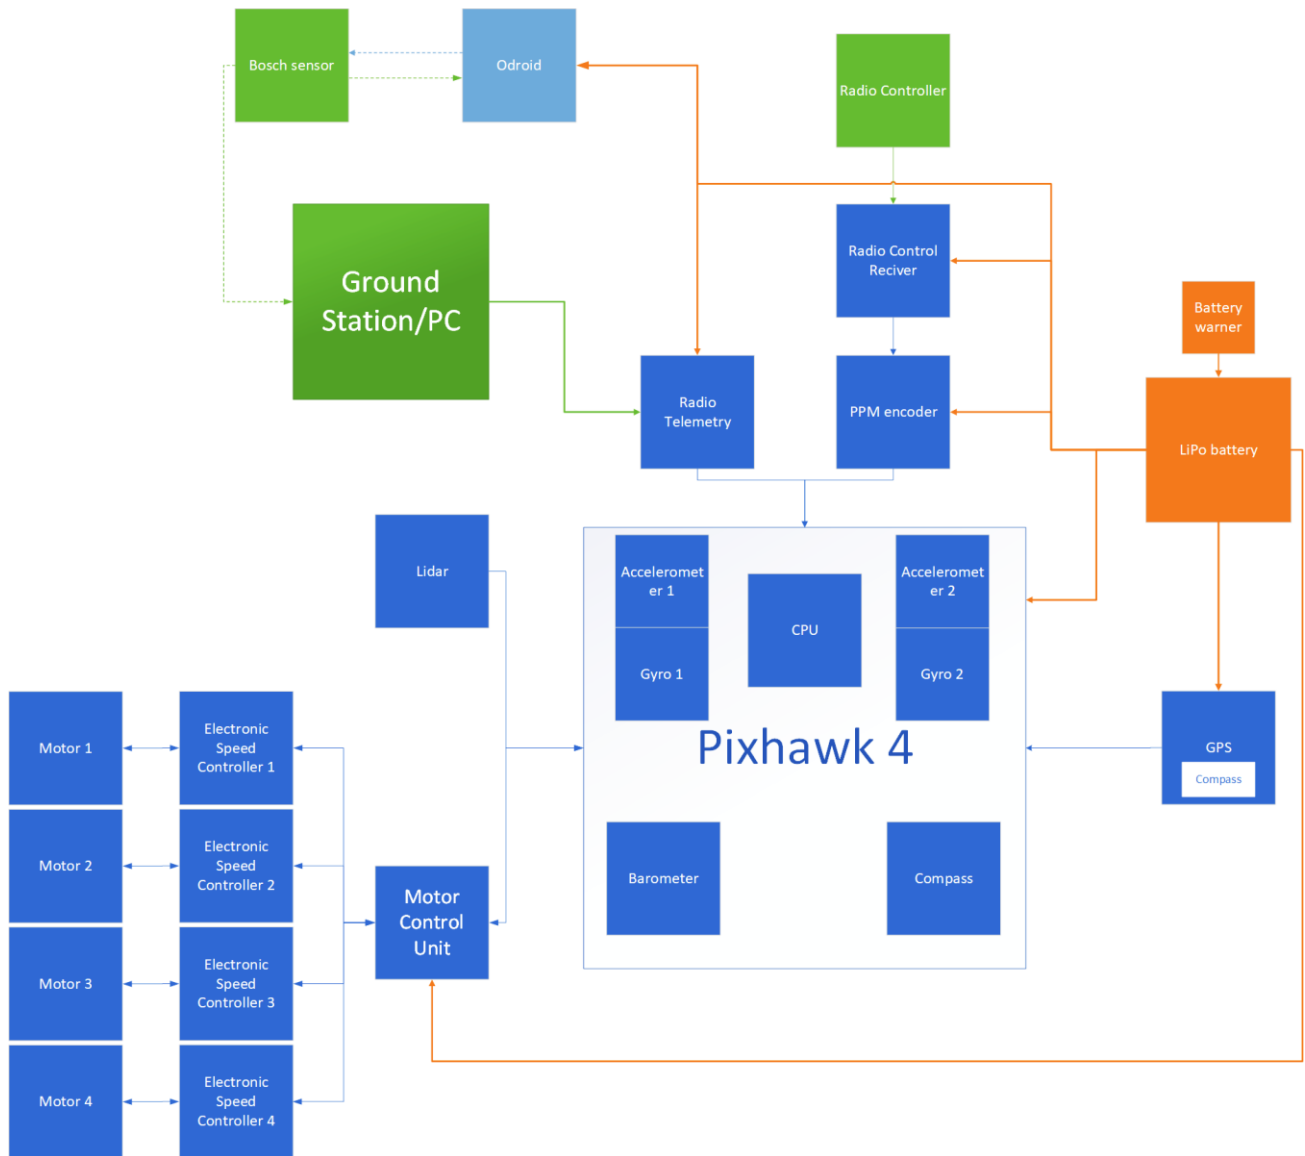 Bosch sensor
Odroid
Radio Controller
Ground
Station/PC
Radio Control
Reciver
Battery
warner
Radio
Telemetry
PPM encoder
LiPo battery
Lidar
Acceleromet
er 1
Acceleromet
er 2
CPU
Gyro 1
Gyro 2
Pixhawk 4
GPS
Compass
Motor 1
Electronic
Speed
Controller 1
Motor 2
Electronic
Speed
Controller 2
Motor
Control
Unit
Barometer
Compass
Motor 3
Electronic
Speed
Controller 3
Motor 4
Electronic
Speed
Controller 4